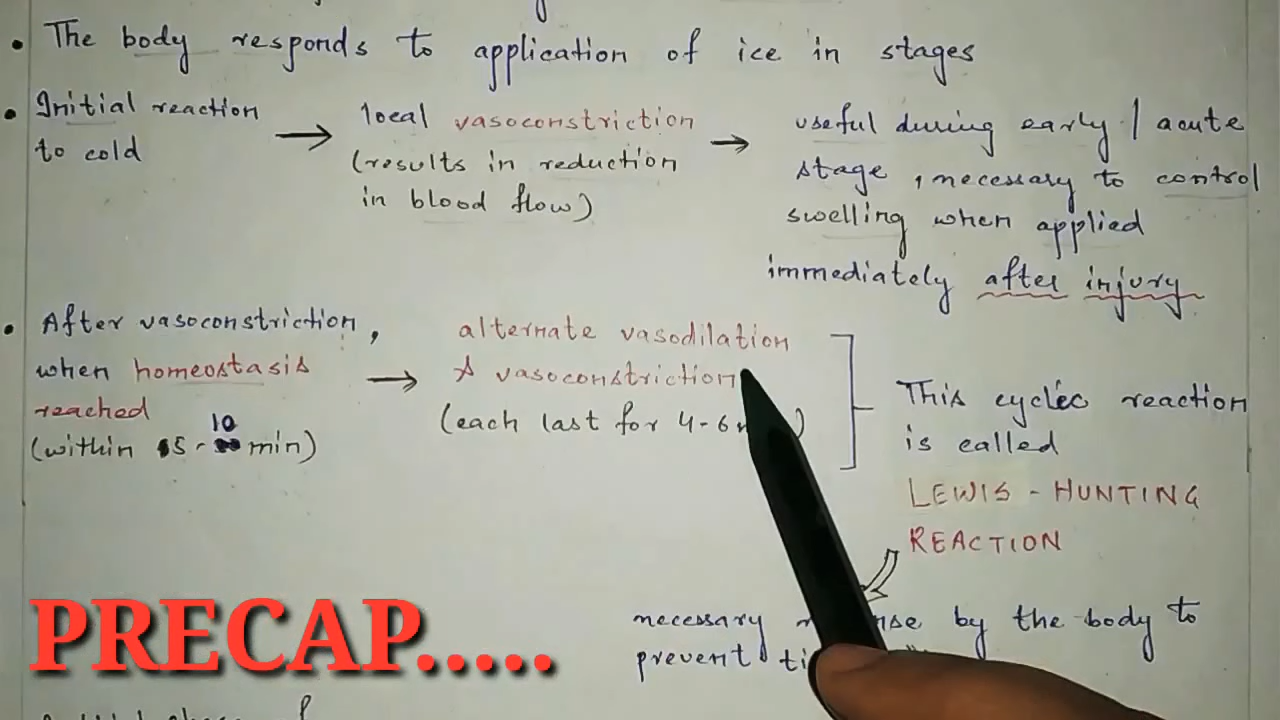 • The body responds to application of ice in stages
• Initial reaction to cold → local vasoconstriction (results in reduction in blood flow) → useful during early / acute stage, necessary to control swelling when applied immediately after injury
• After vasoconstriction, when homeostasis reached (within 5-10 min) → alternate vasodilation & vasoconstriction (each last for 4-6
This cyclic reaction is called LEWIS - HUNTING REACTION
necessary by the body to
prevent
PRECAP.....